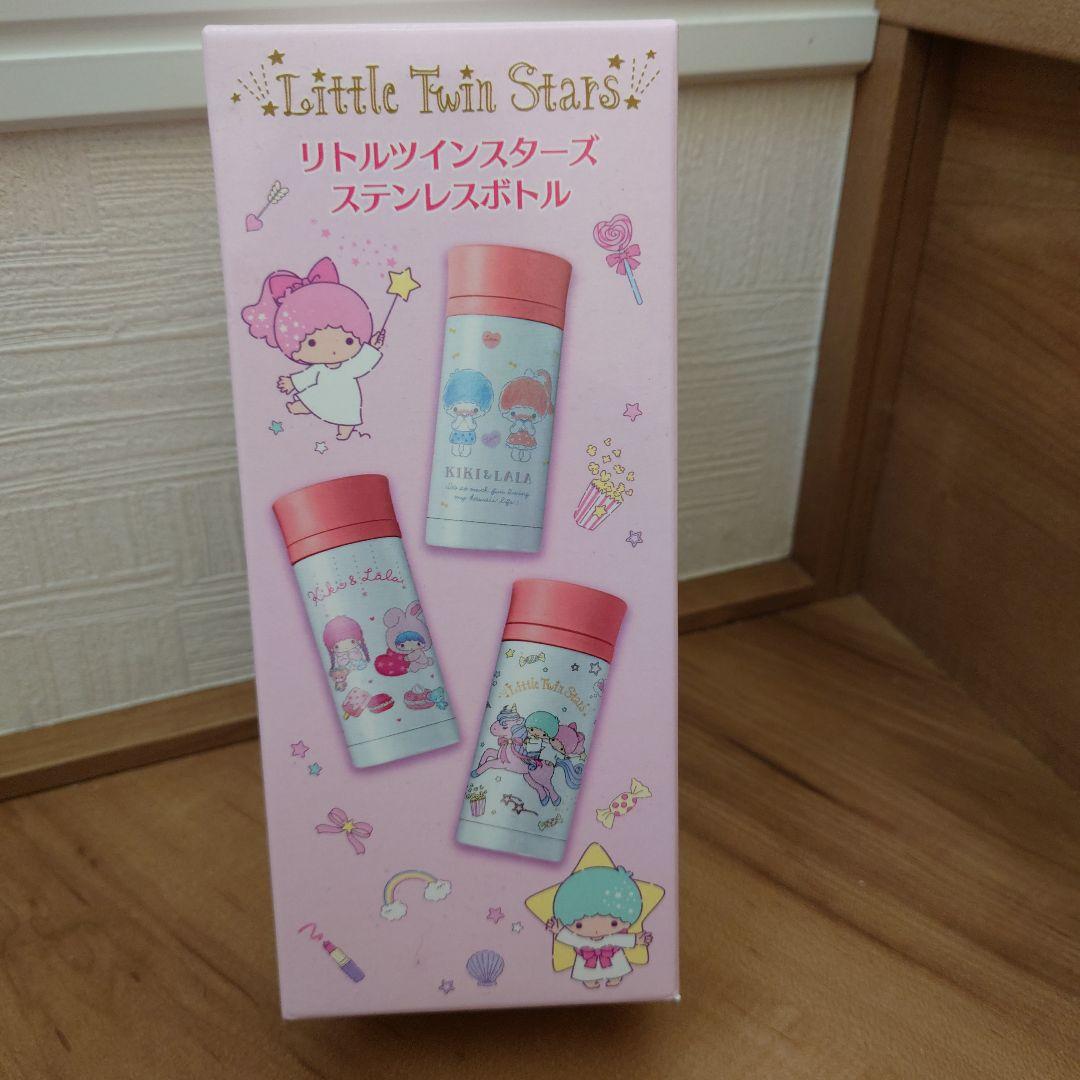 Little Twin Stars
リトルツインスターズ
ステンレスボトル
KIKI & LALA
Kiki & Lala
Little Twin Stars